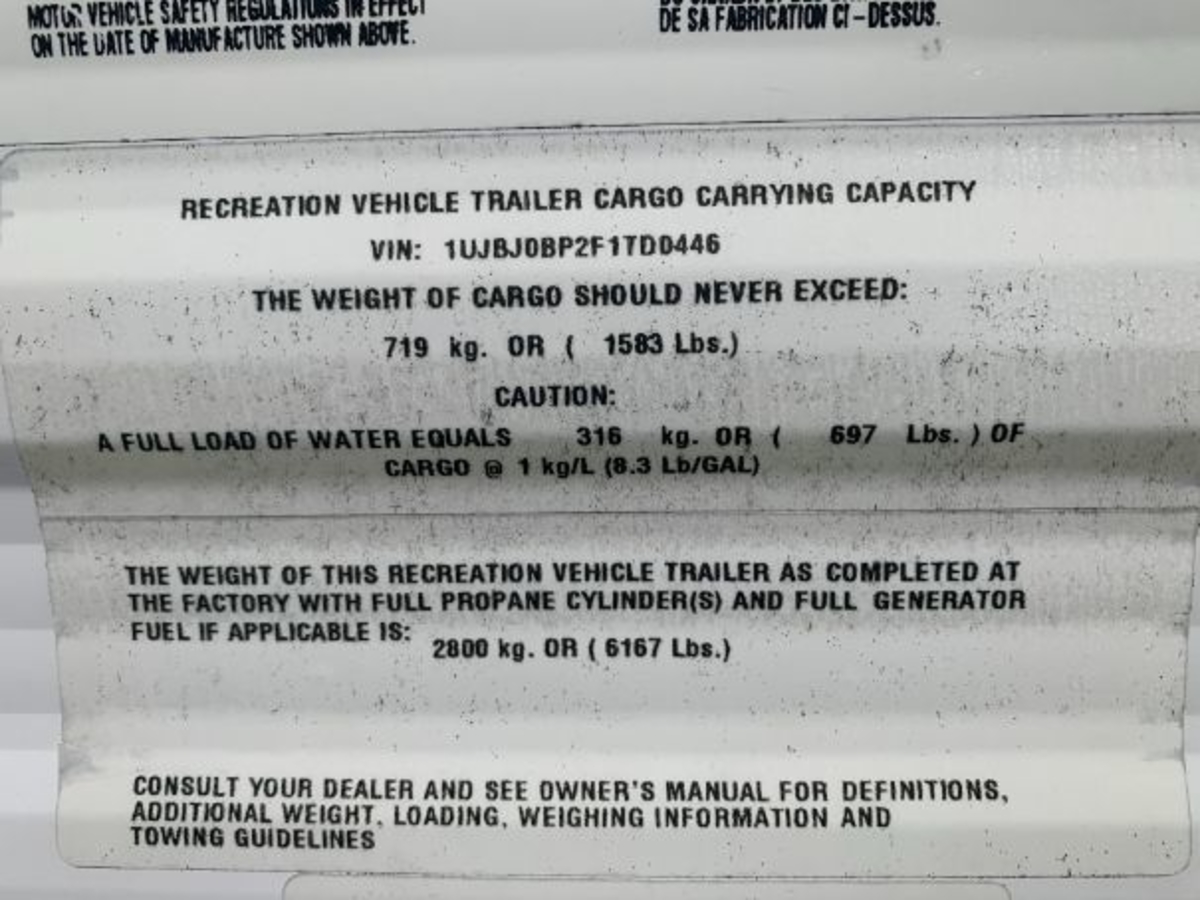 MOTOR VEHICLE SAFETY REGULATIONS IN EFFECT
ON THE DATE OF MANUFACTURE SHOWN ABOVE.
DE SA FABRICATION CI-DESSUS.
RECREATION VEHICLE TRAILER CARGO CARRYING CAPACITY
VIN: 1UJBJ0BP2F1TD0446
THE WEIGHT OF CARGO SHOULD NEVER EXCEED:
719 kg. OR ( 1583 Lbs.)
CAUTION:
A FULL LOAD OF WATER EQUALS 316 kg. OR ( 697 Lbs. ) OF
CARGO @ 1 kg/L (8.3 Lb/GAL)
THE WEIGHT OF THIS RECREATION VEHICLE TRAILER AS COMPLETED AT
THE FACTORY WITH FULL PROPANE CYLINDER(S) AND FULL GENERATOR
FUEL IF APPLICABLE IS:
2800 kg. OR ( 6167 Lbs.)
CONSULT YOUR DEALER AND SEE OWNER'S MANUAL FOR DEFINITIONS,
ADDITIONAL WEIGHT, LOADING, WEIGHING INFORMATION AND
TOWING GUIDELINES